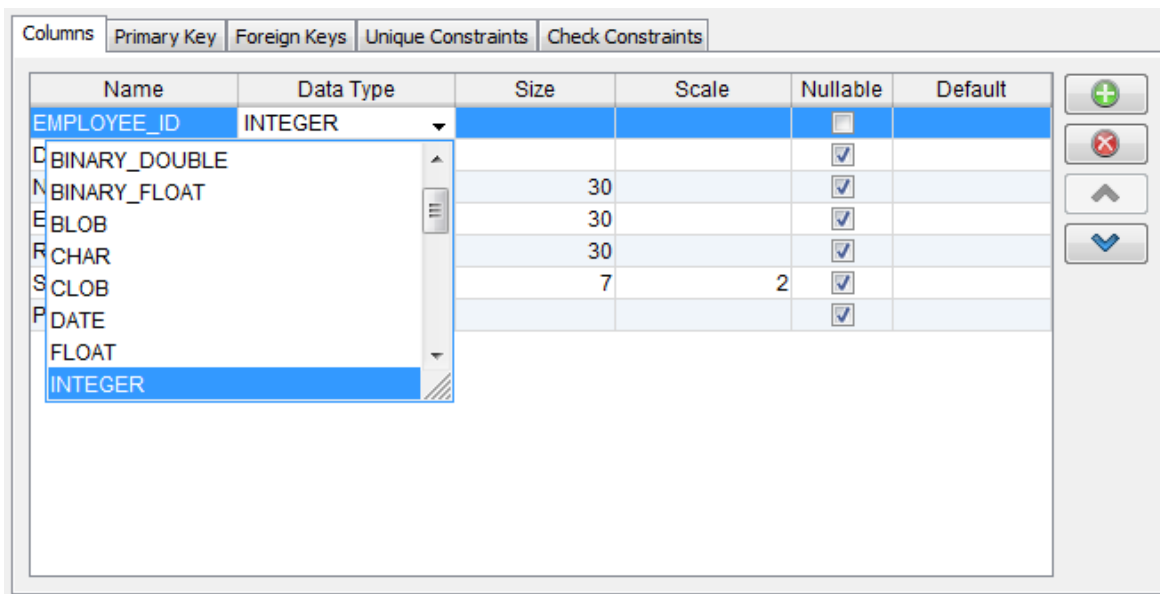 Columns Primary Key Foreign Keys Unique Constraints Check Constraints
Name Data Type Size Scale Nullable Default
EMPLOYEE_ID INTEGER
D
BINARY_DOUBLE
N 30
BINARY_FLOAT
E 30
BLOB
R 30
CHAR
S 7 2
CLOB
P
DATE
FLOAT
INTEGER